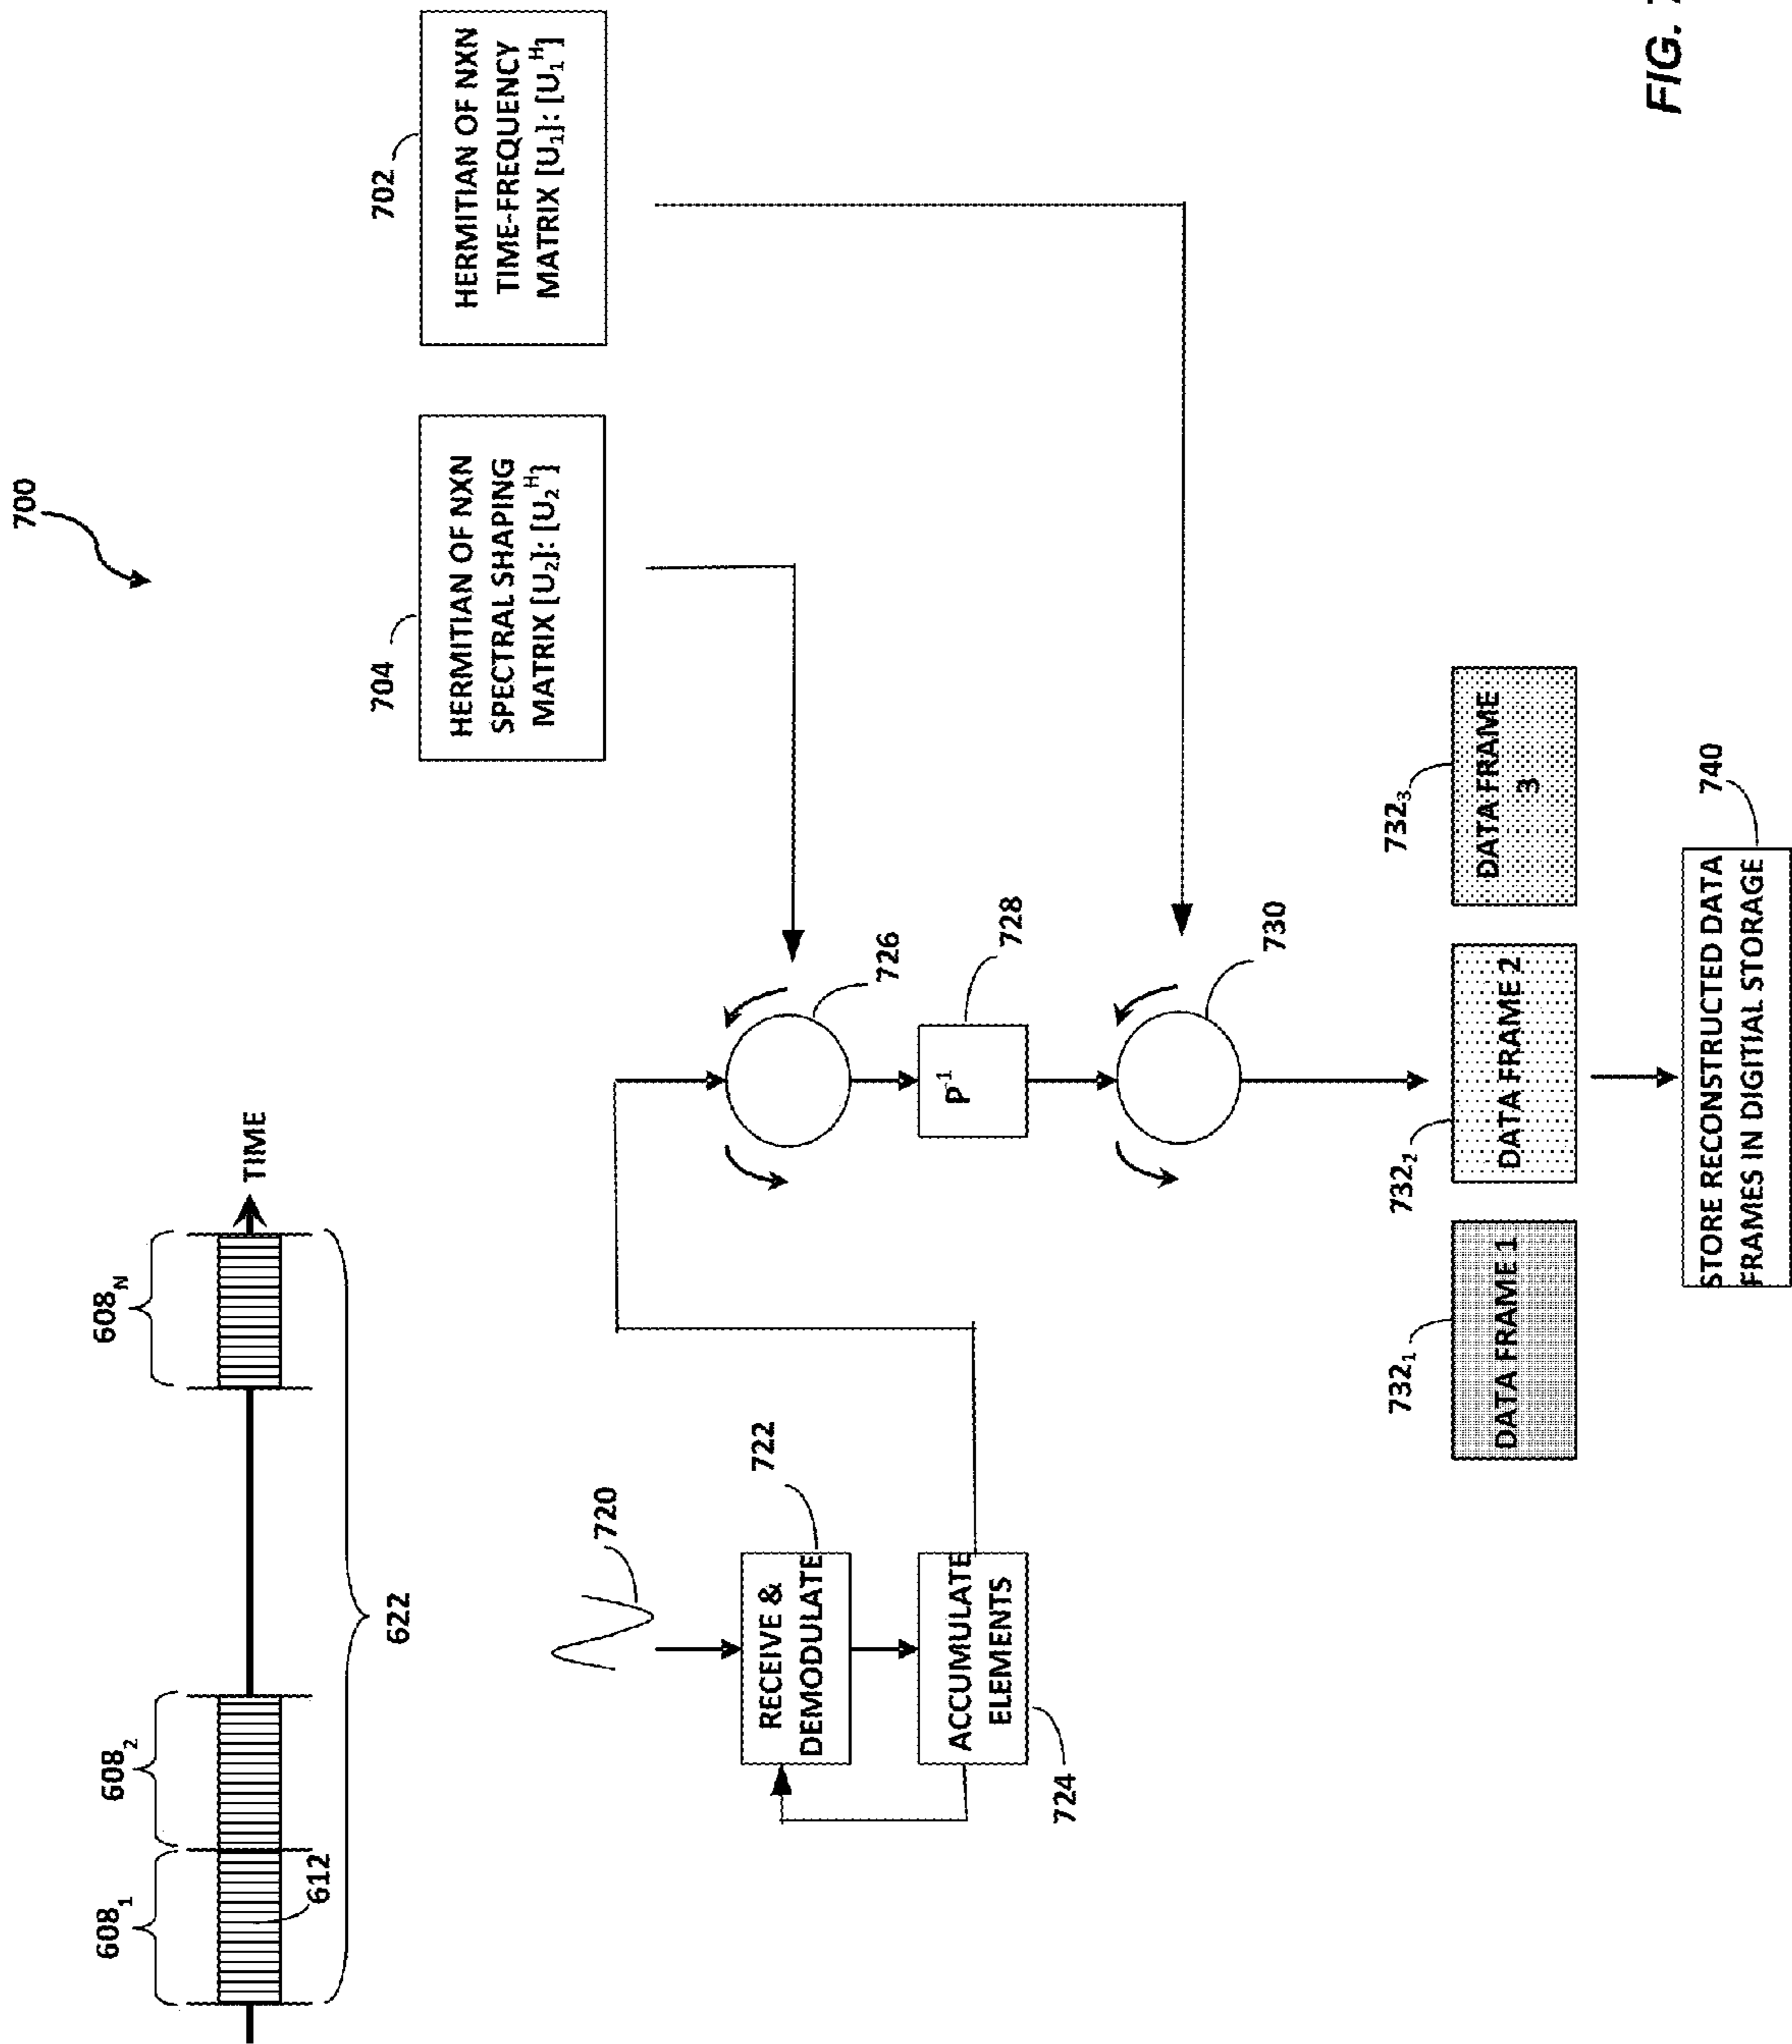 700
608₁
608₂
608_N
TIME
612
622
704
HERMITIAN OF NXN
SPECTRAL SHAPING
MATRIX [U₂]: [U₂ᴴ]
702
HERMITIAN OF NXN
TIME-FREQUENCY
MATRIX [U₁]: [U₁ᴴ]
720
RECEIVE &
DEMODULATE
722
ACCUMULATE
ELEMENTS
724
726
P⁻¹
728
730
732₁
DATA FRAME 1
732₂
DATA FRAME 2
732₃
DATA FRAME
3
STORE RECONSTRUCTED DATA
FRAMES IN DIGITIAL STORAGE
740
FIG. 7